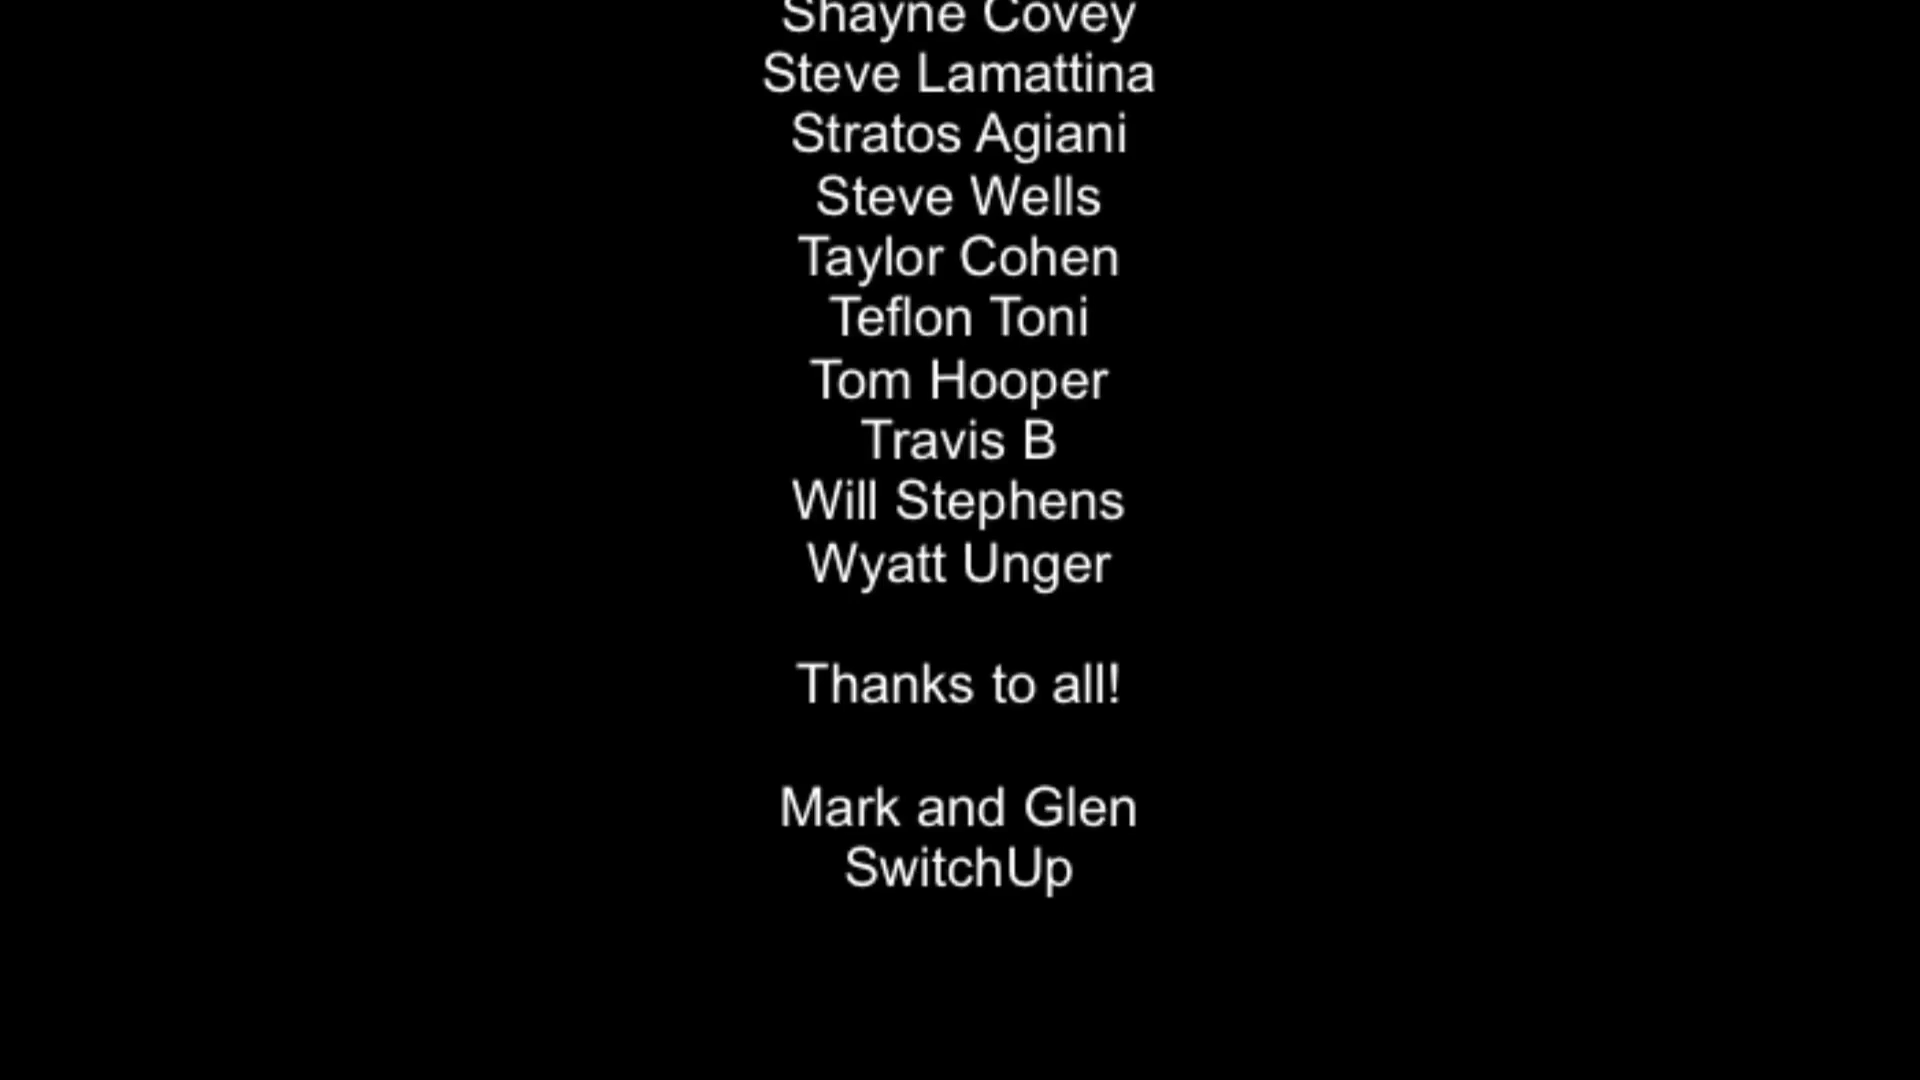 Shayne Covey
Steve Lamattina
Stratos Agiani
Steve Wells
Taylor Cohen
Teflon Toni
Tom Hooper
Travis B
Will Stephens
Wyatt Unger
Thanks to all!
Mark and Glen
SwitchUp